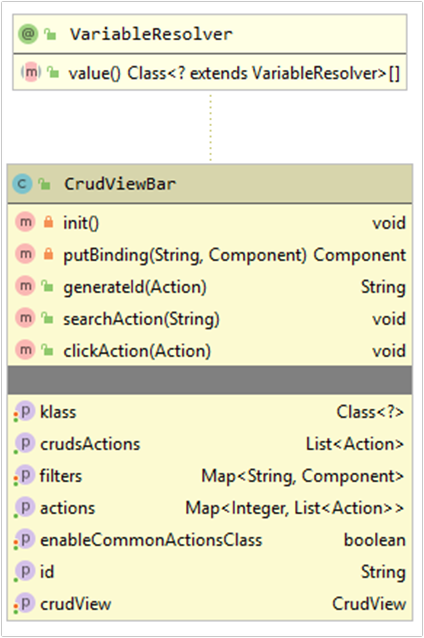 @ VariableResolver
(m) value() Class<? extends VariableResolver>[]
C CrudViewBar
m init() void
m putBinding(String, Component) Component
m generateId(Action) String
m searchAction(String) void
m clickAction(Action) void
p klass Class<?>
p crudsActions List<Action>
p filters Map<String, Component>
p actions Map<Integer, List<Action>>
p enableCommonActionsClass boolean
p id String
p crudView CrudView